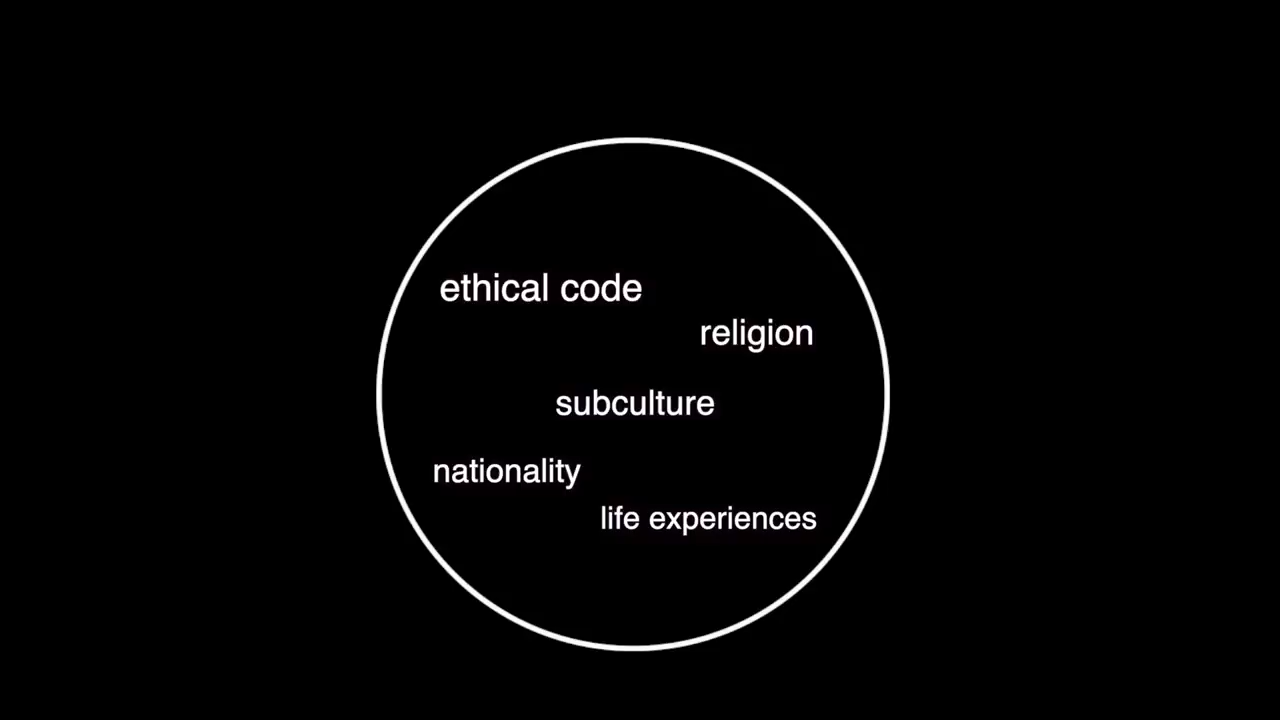 ethical code
religion
subculture
nationality
life experiences